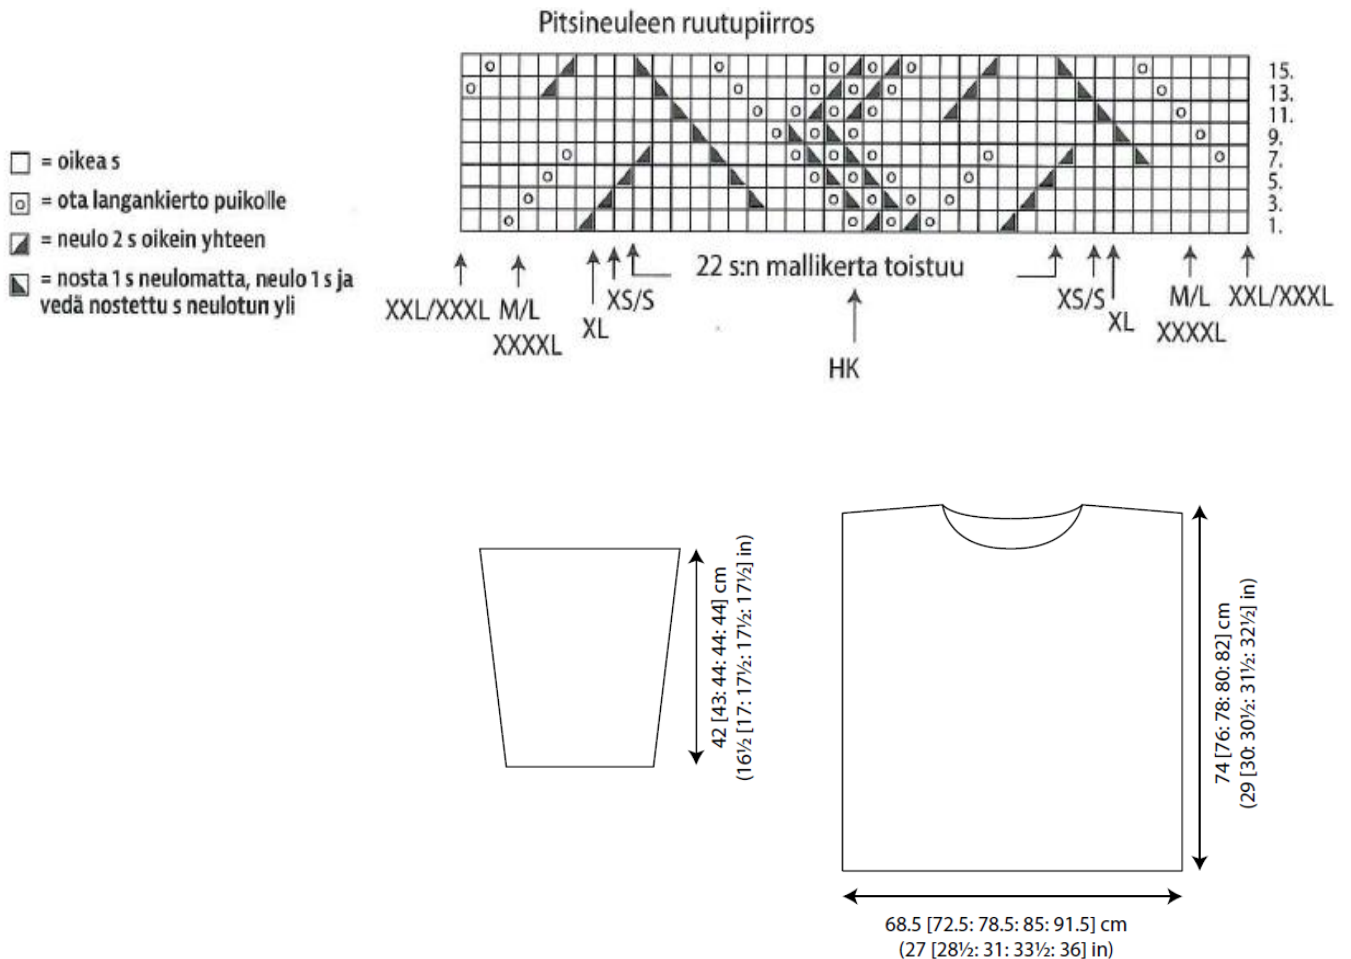 Pitsineuleen ruutupiirros
15.
13.
11.
9.
7.
5.
3.
1.
= oikea s
= ota langankierto puikolle
= neulo 2 s oikein yhteen
= nosta 1 s neulomatta, neulo 1 s ja
vedä nostettu s neulotun yli
22 s:n mallikerta toistuu
XXL/XXXL
M/L
XXXXL
XL
XS/S
HK
XS/S
XL
M/L
XXXXL
XXL/XXXL
42 [43: 44: 44: 44] cm
(16½ [17: 17½: 17½: 17½] in)
74 [76: 78: 80: 82] cm
(29 [30: 30½: 31½: 32½] in)
68.5 [72.5: 78.5: 85: 91.5] cm
(27 [28½: 31: 33½: 36] in)